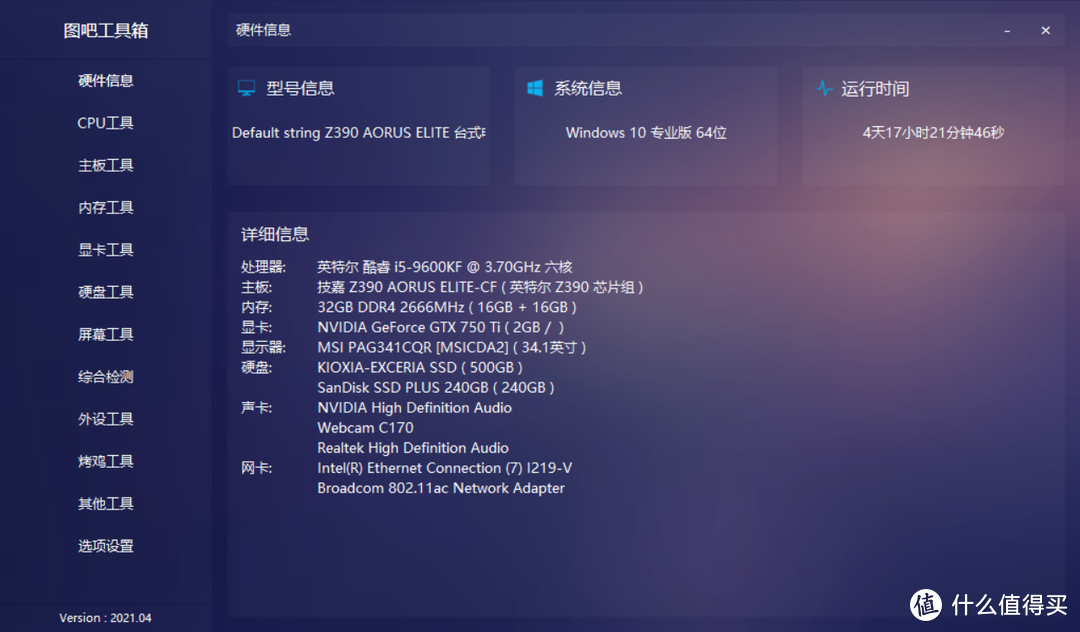 图吧工具箱
硬件信息
CPU工具
主板工具
内存工具
显卡工具
硬盘工具
屏幕工具
综合检测
外设工具
烤鸡工具
其他工具
选项设置
Version : 2021.04
硬件信息
型号信息
Default string Z390 AORUS ELITE 台式
系统信息
Windows 10 专业版 64位
运行时间
4天17小时21分钟46秒
详细信息
处理器: 英特尔 酷睿 i5-9600KF @ 3.70GHz 六核
主板: 技嘉 Z390 AORUS ELITE-CF ( 英特尔 Z390 芯片组 )
内存: 32GB DDR4 2666MHz ( 16GB + 16GB )
显卡: NVIDIA GeForce GTX 750 Ti ( 2GB / )
显示器: MSI PAG341CQR [MSICDA2] ( 34.1英寸 )
硬盘: KIOXIA-EXCERIA SSD ( 500GB )
SanDisk SSD PLUS 240GB ( 240GB )
声卡: NVIDIA High Definition Audio
Webcam C170
Realtek High Definition Audio
网卡: Intel(R) Ethernet Connection (7) I219-V
Broadcom 802.11ac Network Adapter
值 什么值得买